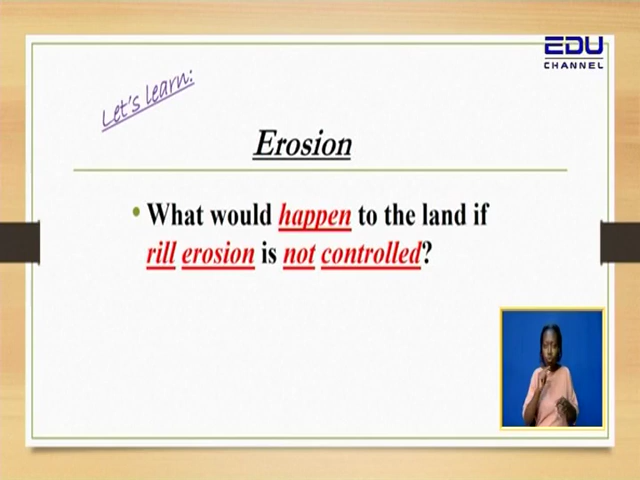 EDU
CHANNEL
Let's learn:
Erosion
• What would happen to the land if
rill erosion is not controlled?